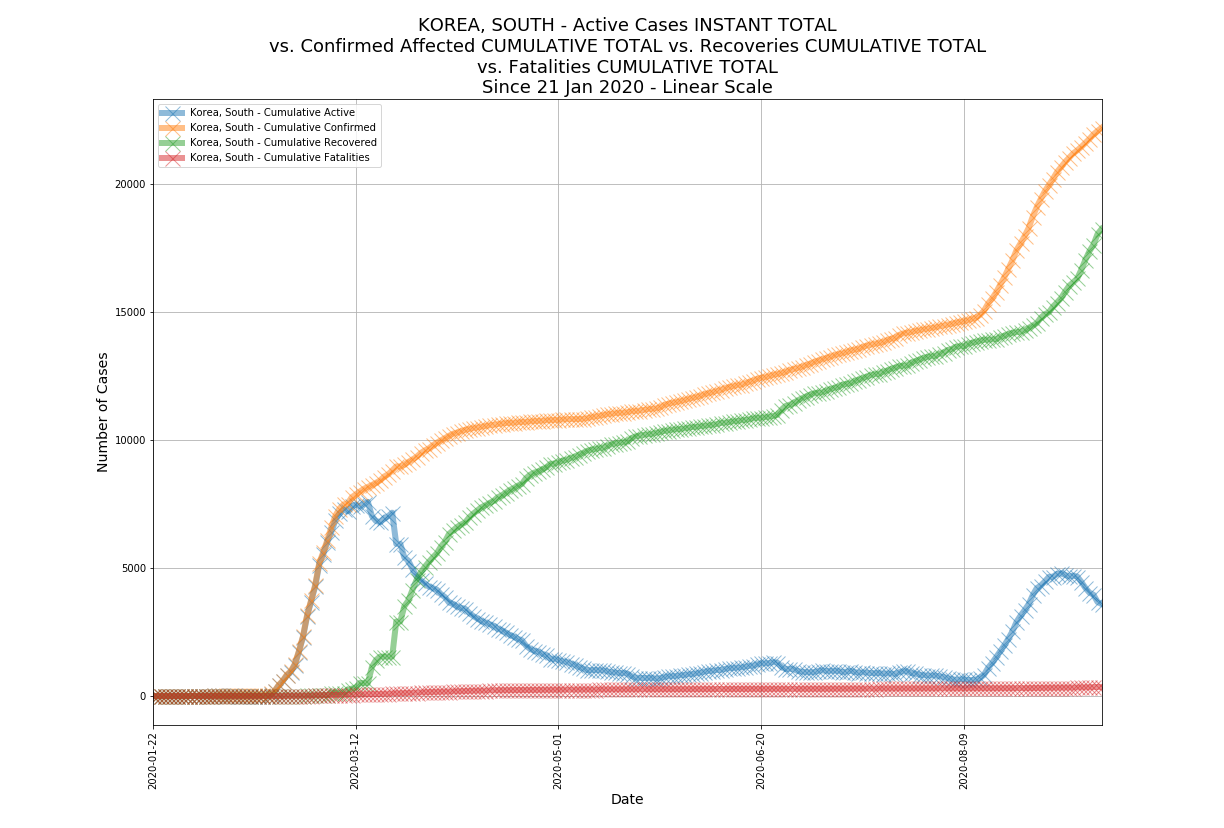 KOREA, SOUTH - Active Cases INSTANT TOTAL
vs. Confirmed Affected CUMULATIVE TOTAL vs. Recoveries CUMULATIVE TOTAL
vs. Fatalities CUMULATIVE TOTAL
Since 21 Jan 2020 - Linear Scale
Korea, South - Cumulative Active
Korea, South - Cumulative Confirmed
Korea, South - Cumulative Recovered
Korea, South - Cumulative Fatalities
Number of Cases
20000
15000
10000
5000
0
2020-01-22
2020-03-12
2020-05-01
2020-06-20
2020-08-09
Date